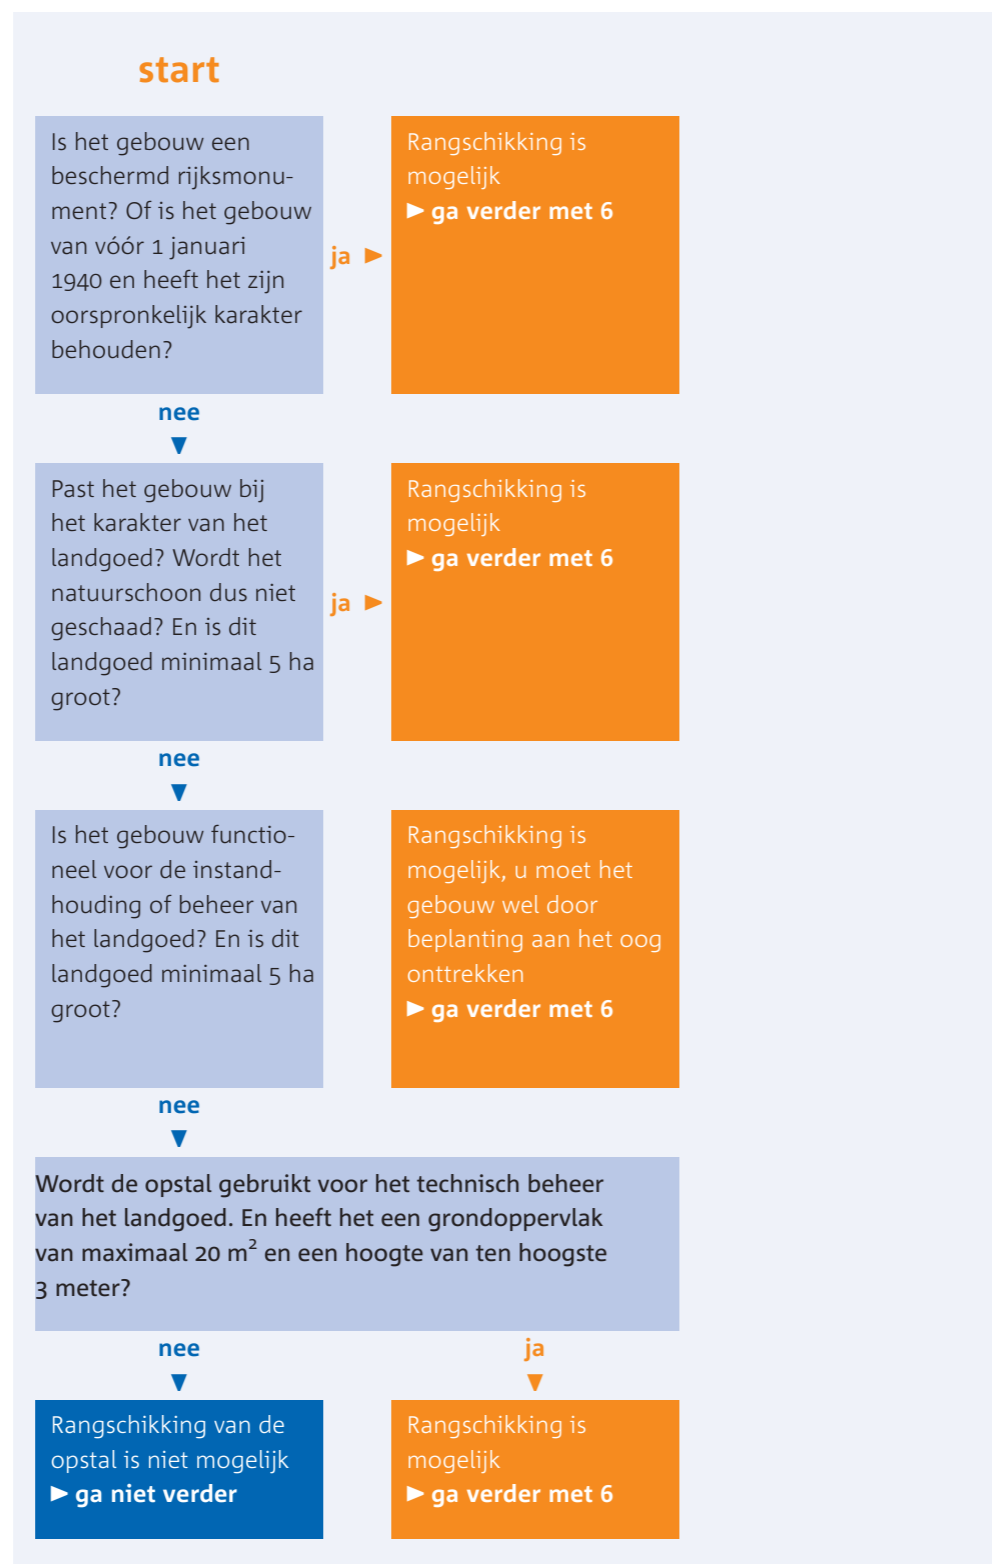 start
Is het gebouw een
beschermd rijksmonu-
ment? Of is het gebouw
van vóór 1 januari
1940 en heeft het zijn
oorspronkelijk karakter
behouden?
ja ►
Rangschikking is
mogelijk
► ga verder met 6
nee
▼
Past het gebouw bij
het karakter van het
landgoed? Wordt het
natuurschoon dus niet
geschaad? En is dit
landgoed minimaal 5 ha
groot?
ja ►
Rangschikking is
mogelijk
► ga verder met 6
nee
▼
Is het gebouw functio-
neel voor de instand-
houding of beheer van
het landgoed? En is dit
landgoed minimaal 5 ha
groot?
Rangschikking is
mogelijk, u moet het
gebouw wel door
beplanting aan het oog
onttrekken
► ga verder met 6
nee
▼
Wordt de opstal gebruikt voor het technisch beheer
van het landgoed. En heeft het een grondoppervlak
van maximaal 20 m² en een hoogte van ten hoogste
3 meter?
nee
▼
Rangschikking van de
opstal is niet mogelijk
► ga niet verder
ja
▼
Rangschikking is
mogelijk
► ga verder met 6